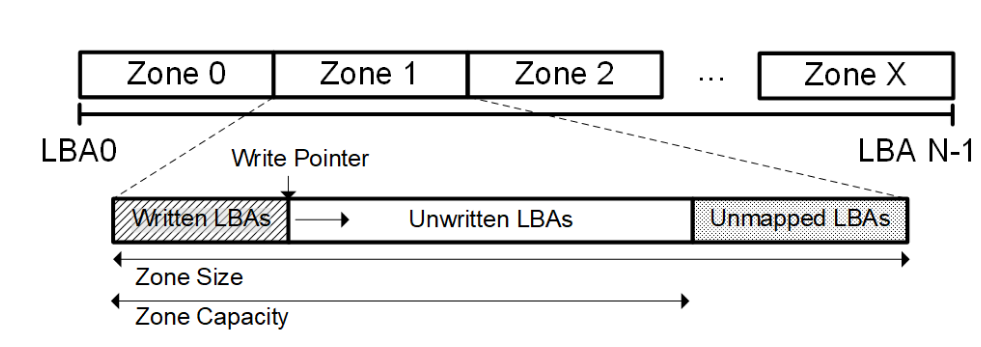 Zone 0 Zone 1 Zone 2 ... Zone X
LBA0 LBA N-1
Write Pointer
Written LBAs Unwritten LBAs Unmapped LBAs
Zone Size
Zone Capacity